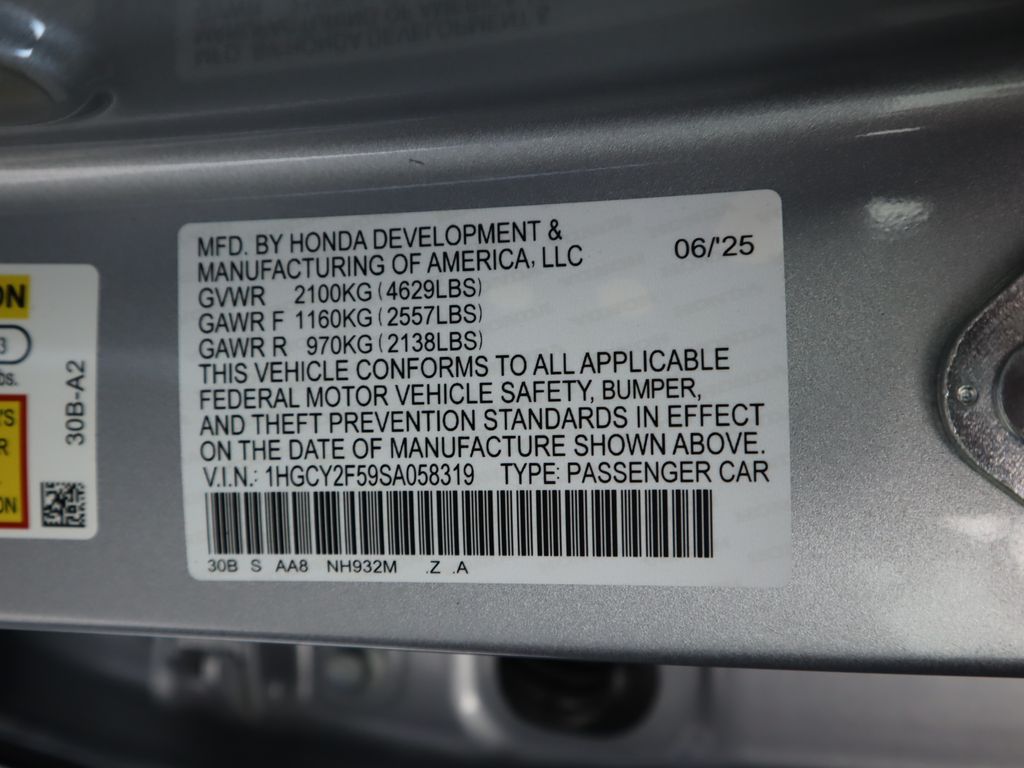 MFD. BY HONDA DEVELOPMENT &
MANUFACTURING OF AMERICA, LLC
06/'25
GVWR 2100KG (4629LBS)
GAWR F 1160KG (2557LBS)
GAWR R 970KG (2138LBS)
THIS VEHICLE CONFORMS TO ALL APPLICABLE
FEDERAL MOTOR VEHICLE SAFETY, BUMPER,
AND THEFT PREVENTION STANDARDS IN EFFECT
ON THE DATE OF MANUFACTURE SHOWN ABOVE.
V.I.N.: 1HGCY2F59SA058319 TYPE: PASSENGER CAR
30B S AA8 NH932M .Z .A
30B-A2